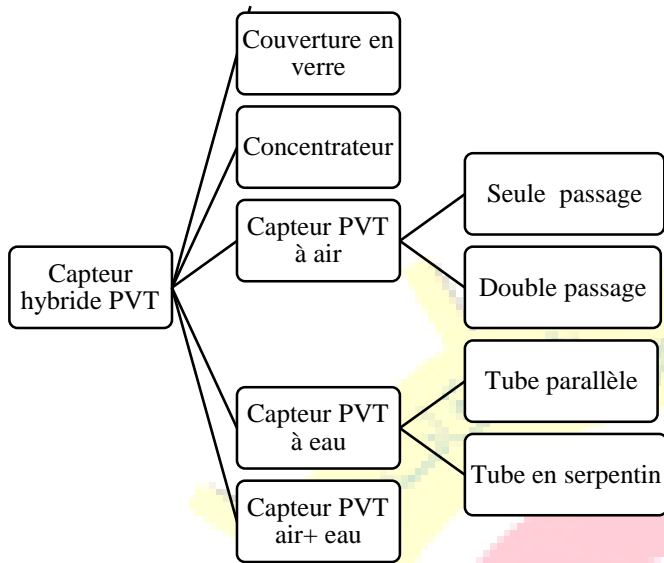 Couverture en
verre
Concentrateur
Seule passage
Capteur PVT
à air
Capteur
hybride PVT
Double passage
Tube parallèle
Capteur PVT
à eau
Tube en serpentin
Capteur PVT
air+ eau